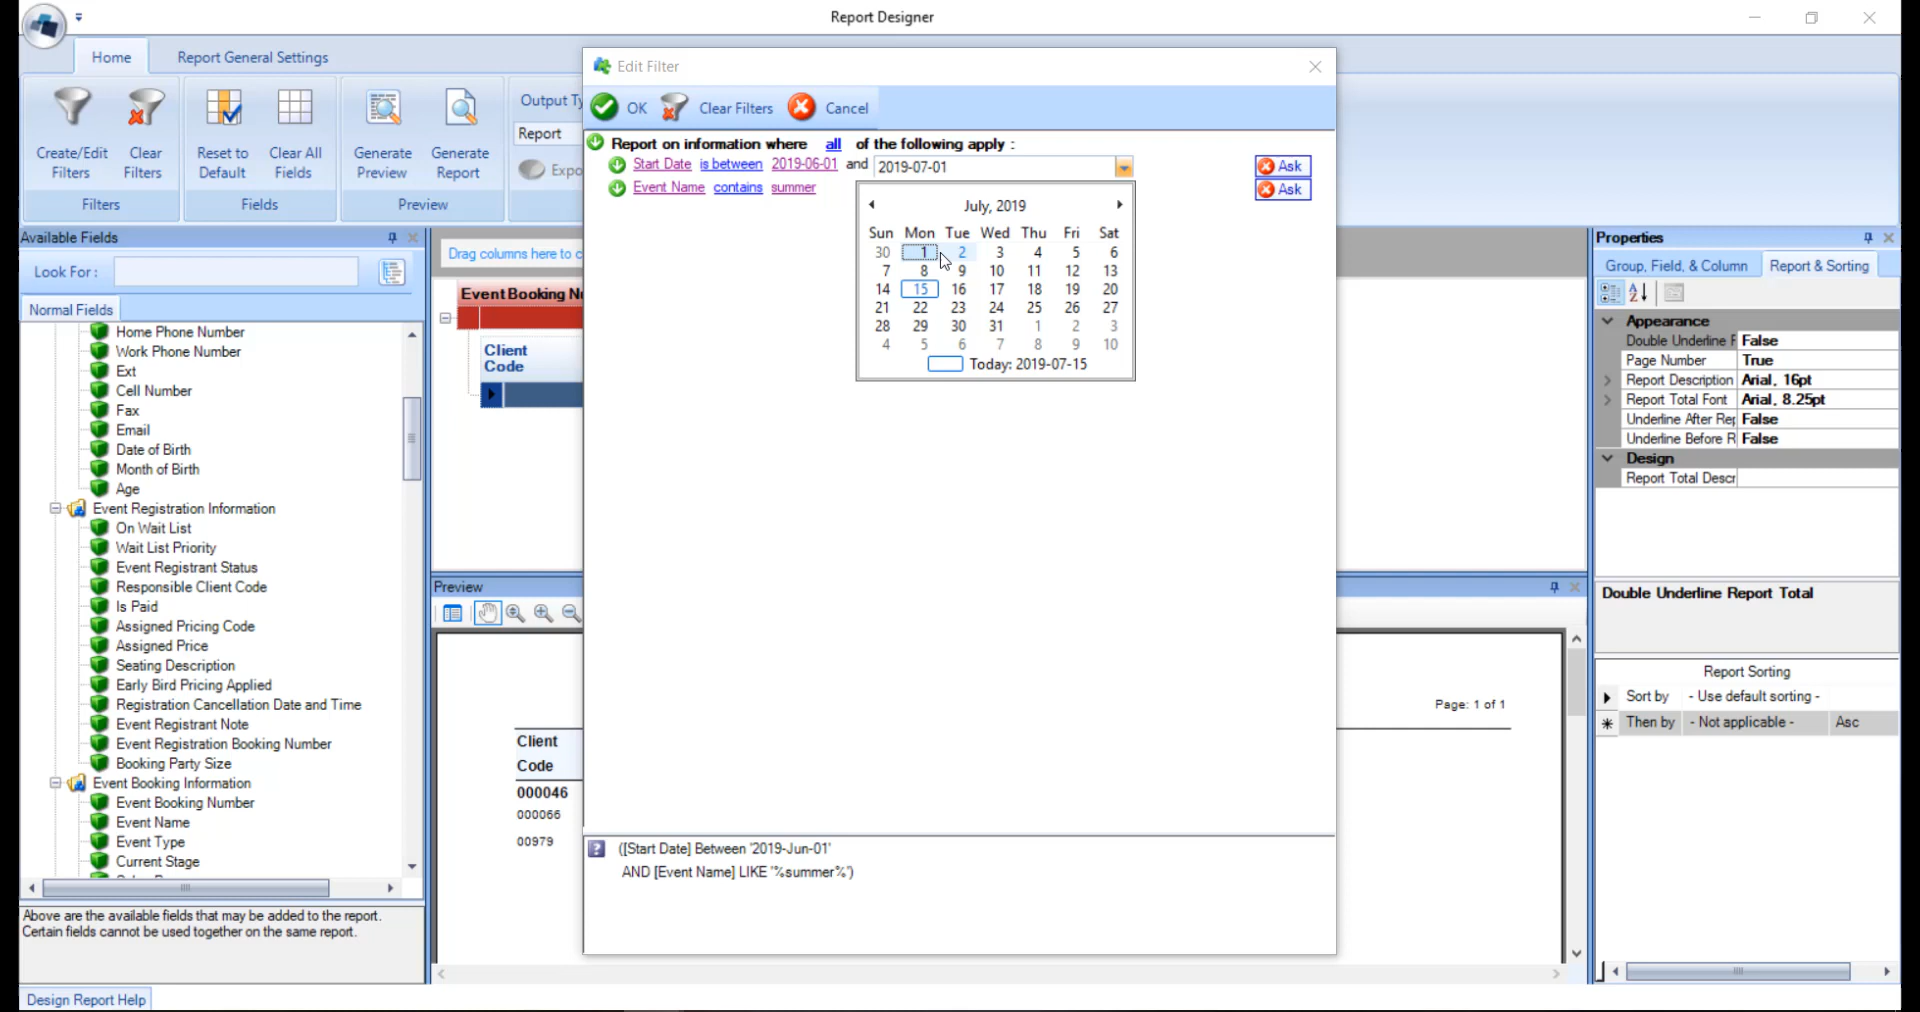 Report Designer
Home
Report General Settings
Create/Edit Filters
Clear Filters
Filters
Reset to Default
Clear All Fields
Fields
Generate Preview
Generate Report
Preview
Output Ty
Report
Expo
Edit Filter
OK
Clear Filters
Cancel
Report on information where all of the following apply :
Start Date is between 2019-06-01 and 2019-07-01
Ask
Event Name contains summer
Ask
July, 2019
Sun Mon Tue Wed Thu Fri Sat
30 1 2 3 4 5 6
7 8 9 10 11 12 13
14 15 16 17 18 19 20
21 22 23 24 25 26 27
28 29 30 31 1 2 3
4 5 6 7 8 9 10
Today: 2019-07-15
([Start Date] Between '2019-Jun-01'
AND [Event Name] LIKE '%summer%')
Available Fields
Look For :
Normal Fields
Home Phone Number
Work Phone Number
Ext
Cell Number
Fax
Email
Date of Birth
Month of Birth
Age
Event Registration Information
On Wait List
Wait List Priority
Event Registrant Status
Responsible Client Code
Is Paid
Assigned Pricing Code
Assigned Price
Seating Description
Early Bird Pricing Applied
Registration Cancellation Date and Time
Event Registrant Note
Event Registration Booking Number
Booking Party Size
Event Booking Information
Event Booking Number
Event Name
Event Type
Current Stage
Above are the available fields that may be added to the report.
Certain fields cannot be used together on the same report.
Design Report Help
Drag columns here to c
Event Booking Nu
Client
Code
Preview
Page: 1 of 1
Client
Code
000046
000066
00979
Properties
Group, Field, & Column
Report & Sorting
Appearance
Double Underline F False
Page Number True
Report Description Arial, 16pt
Report Total Font Arial, 8.25pt
Underline After Rep False
Underline Before R False
Design
Report Total Descr
Double Underline Report Total
Report Sorting
Sort by - Use default sorting -
Then by - Not applicable - Asc